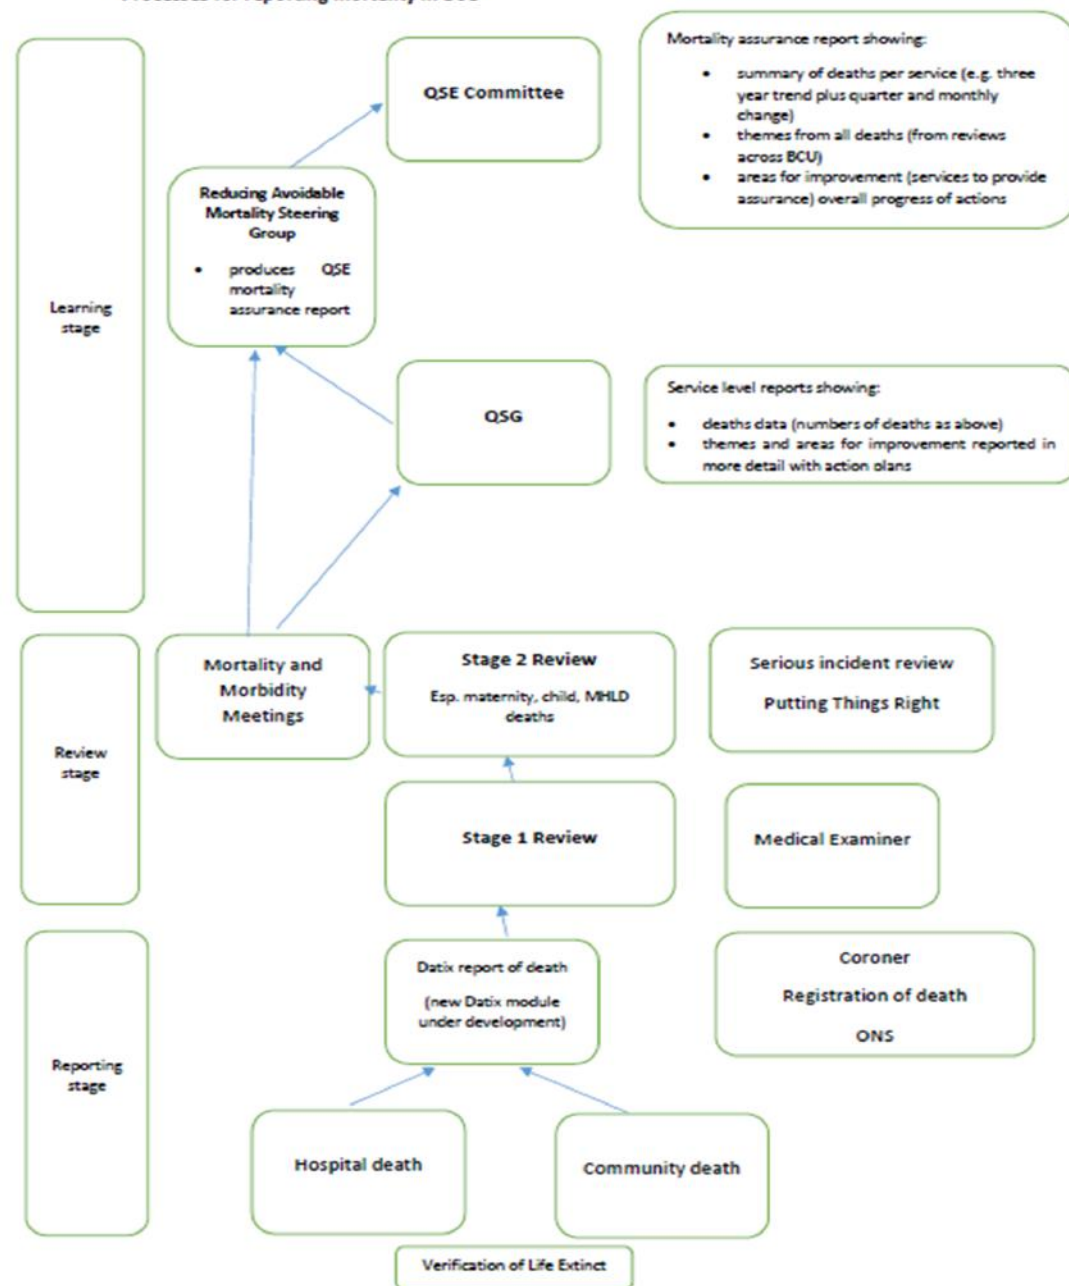 QSE Committee
Mortality assurance report showing:
• summary of deaths per service (e.g. three
year trend plus quarter and monthly
change)
• themes from all deaths (from reviews
across BCU)
• areas for improvement (services to provide
assurance) overall progress of actions
Reducing Avoidable
Mortality Steering
Group
• produces QSE
mortality
assurance report
Learning
stage
QSG
Service level reports showing:
• deaths data (numbers of deaths as above)
• themes and areas for improvement reported in
more detail with action plans
Mortality and
Morbidity
Meetings
Stage 2 Review
Esp. maternity, child, MHLD
deaths
Serious incident review
Putting Things Right
Review
stage
Stage 1 Review
Medical Examiner
Datix report of death
(new Datix module
under development)
Coroner
Registration of death
ONS
Reporting
stage
Hospital death
Community death
Verification of Life Extinct